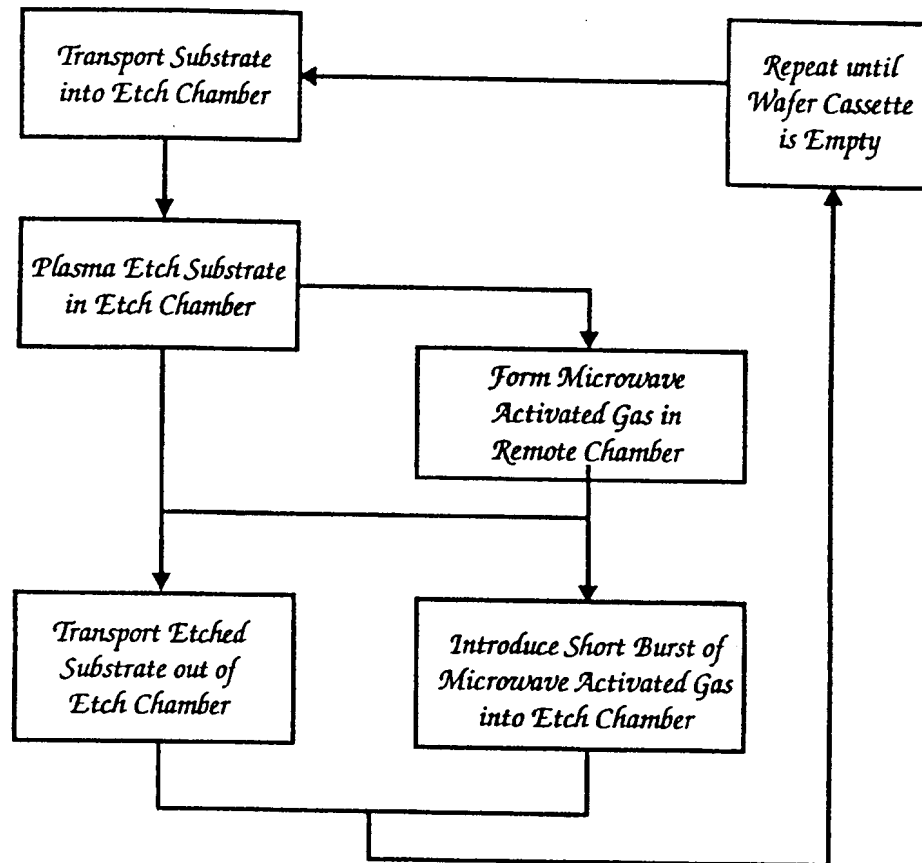 Transport Substrate
into Etch Chamber
Repeat until
Wafer Cassette
is Empty
Plasma Etch Substrate
in Etch Chamber
Form Microwave
Activated Gas in
Remote Chamber
Transport Etched
Substrate out of
Etch Chamber
Introduce Short Burst of
Microwave Activated Gas
into Etch Chamber